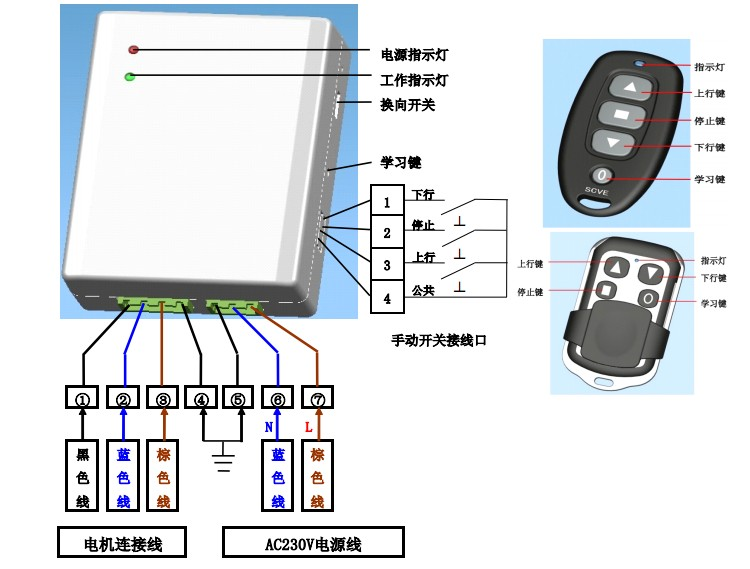 电源指示灯
工作指示灯
换向开关
学习键
1 下行
2 停止
3 上行
4 公共
手动开关接线口
指示灯
上行键
停止键
下行键
学习键
0
SCVE
上行键
停止键
指示灯
下行键
学习键
0
① ② ③ ④ ⑤ ⑥ ⑦
N L
黑色线
蓝色线
棕色线
蓝色线
棕色线
电机连接线
AC230V电源线